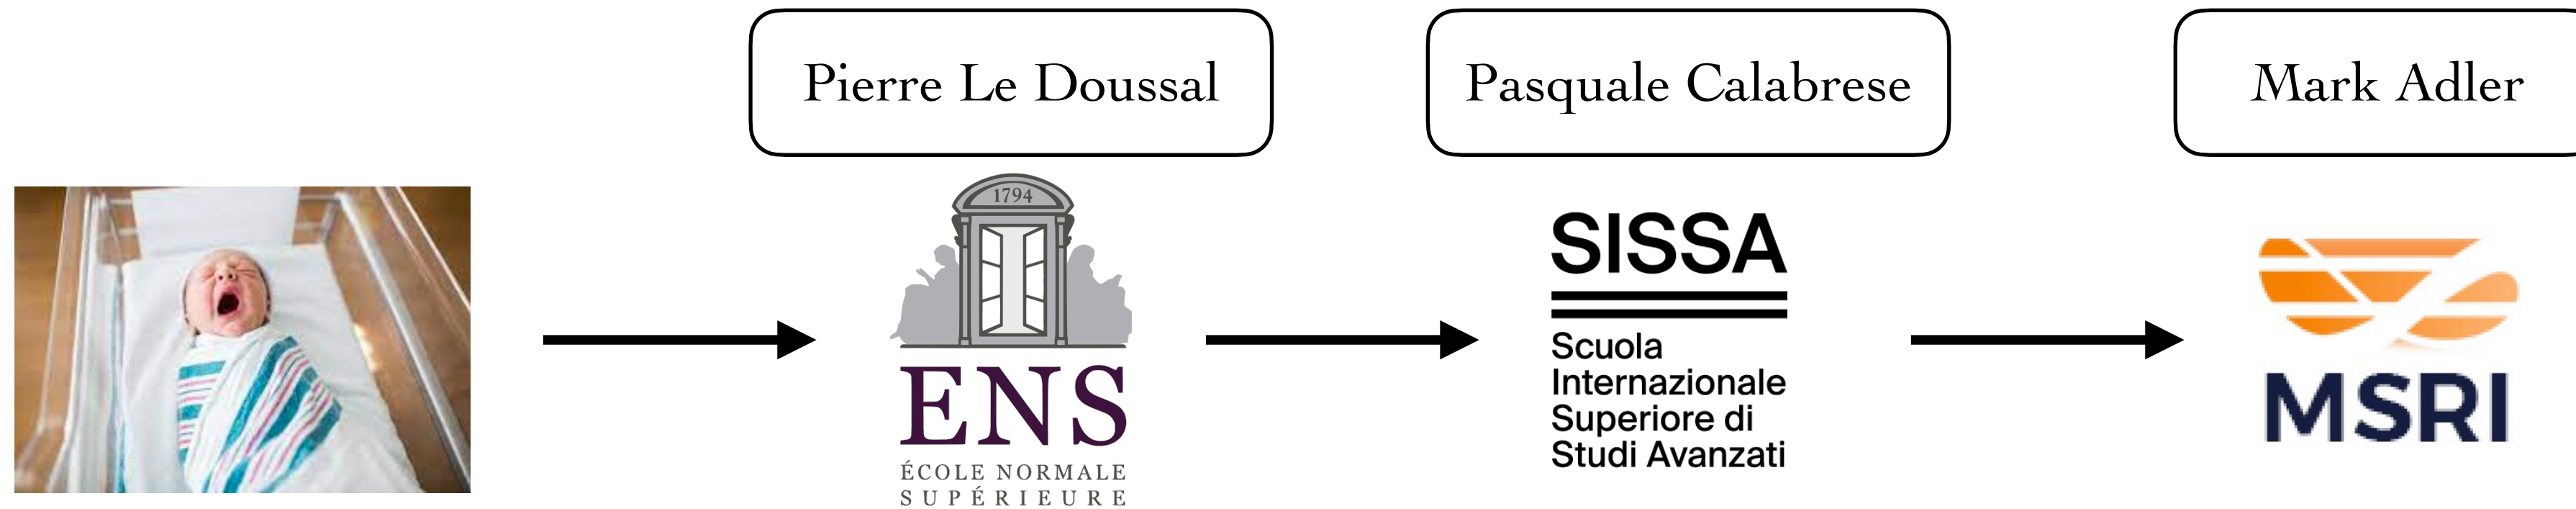 Pierre Le Doussal
Pasquale Calabrese
Mark Adler
1794
ENS
ÉCOLE NORMALE
SUPÉRIEURE
SISSA
Scuola
Internazionale
Superiore di
Studi Avanzati
MSRI